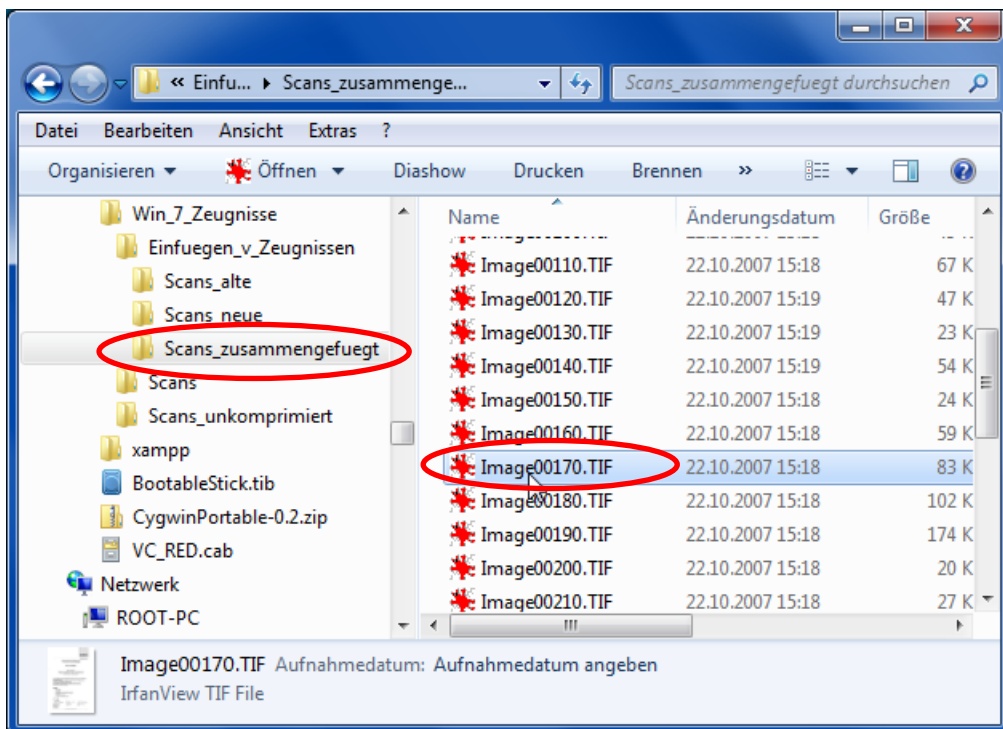 « Einfu... Scans_zusammenge...
Scans_zusammengefuegt durchsuchen
Datei Bearbeiten Ansicht Extras ?
Organisieren Öffnen Diashow Drucken Brennen »
Win_7_Zeugnisse
Einfuegen_v_Zeugnissen
Scans_alte
Scans_neue
Scans_zusammengefuegt
Scans
Scans_unkomprimiert
xampp
BootableStick.tib
CygwinPortable-0.2.zip
VC_RED.cab
Netzwerk
ROOT-PC
Name Änderungsdatum Größe
Image00110.TIF 22.10.2007 15:18 67 K
Image00120.TIF 22.10.2007 15:19 47 K
Image00130.TIF 22.10.2007 15:19 23 K
Image00140.TIF 22.10.2007 15:19 54 K
Image00150.TIF 22.10.2007 15:18 24 K
Image00160.TIF 22.10.2007 15:18 59 K
Image00170.TIF 22.10.2007 15:18 83 K
Image00180.TIF 22.10.2007 15:18 102 K
Image00190.TIF 22.10.2007 15:18 174 K
Image00200.TIF 22.10.2007 15:18 20 K
Image00210.TIF 22.10.2007 15:18 27 K
Image00170.TIF Aufnahmedatum: Aufnahmedatum angeben
IrfanView TIF File